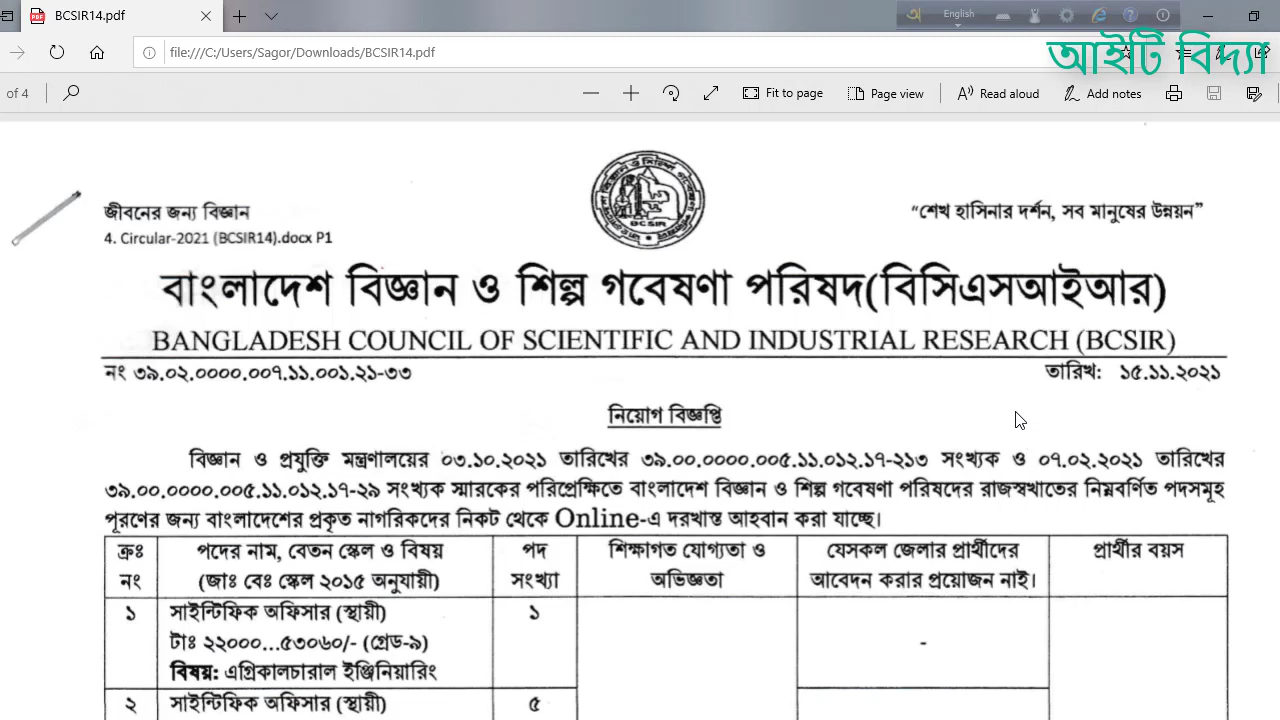 BCSIR14.pdf
English
file:///C:/Users/Sagor/Downloads/BCSIR14.pdf
আইটি বিদ্যা
of 4
Fit to page
Page view
Read aloud
Add notes
জীবনের জন্য বিজ্ঞান
“শেখ হাসিনার দর্শন, সব মানুষের উন্নয়ন”
4. Circular-2021 (BCSIR14).docx P1
BCSIR
বাংলাদেশ বিজ্ঞান ও শিল্প গবেষণা পরিষদ(বিসিএসআইআর)
BANGLADESH COUNCIL OF SCIENTIFIC AND INDUSTRIAL RESEARCH (BCSIR)
নং ৩৯.০২.০০০০.০০৭.১১.০০১.২১-৩৩
তারিখ: ১৫.১১.২০২১
নিয়োগ বিজ্ঞপ্তি
বিজ্ঞান ও প্রযুক্তি মন্ত্রণালয়ের ০৩.১০.২০২১ তারিখের ৩৯.০০.০০০০.০০৫.১১.০১২.১৭-২১৩ সংখ্যক ও ০৭.০২.২০২১ তারিখের
৩৯.০০.০০০০.০০৫.১১.০১২.১৭-২৯ সংখ্যক স্মারকের পরিপ্রেক্ষিতে বাংলাদেশ বিজ্ঞান ও শিল্প গবেষণা পরিষদের রাজস্বখাতের নিম্নবর্ণিত পদসমূহ
পূরণের জন্য বাংলাদেশের প্রকৃত নাগরিকদের নিকট থেকে Online-এ দরখাস্ত আহবান করা যাচ্ছে।
ক্রঃ নং
পদের নাম, বেতন স্কেল ও বিষয়
(জাঃ বেঃ স্কেল ২০১৫ অনুযায়ী)
পদ সংখ্যা
শিক্ষাগত যোগ্যতা ও
অভিজ্ঞতা
যেসকল জেলার প্রার্থীদের
আবেদন করার প্রয়োজন নাই।
প্রার্থীর বয়স
১
সাইন্টিফিক অফিসার (স্থায়ী)
টাঃ ২২০০০...৫৩০৬০/- (গ্রেড-৯)
বিষয়: এগ্রিকালচারাল ইঞ্জিনিয়ারিং
১
-
২
সাইন্টিফিক অফিসার (স্থায়ী)
৫